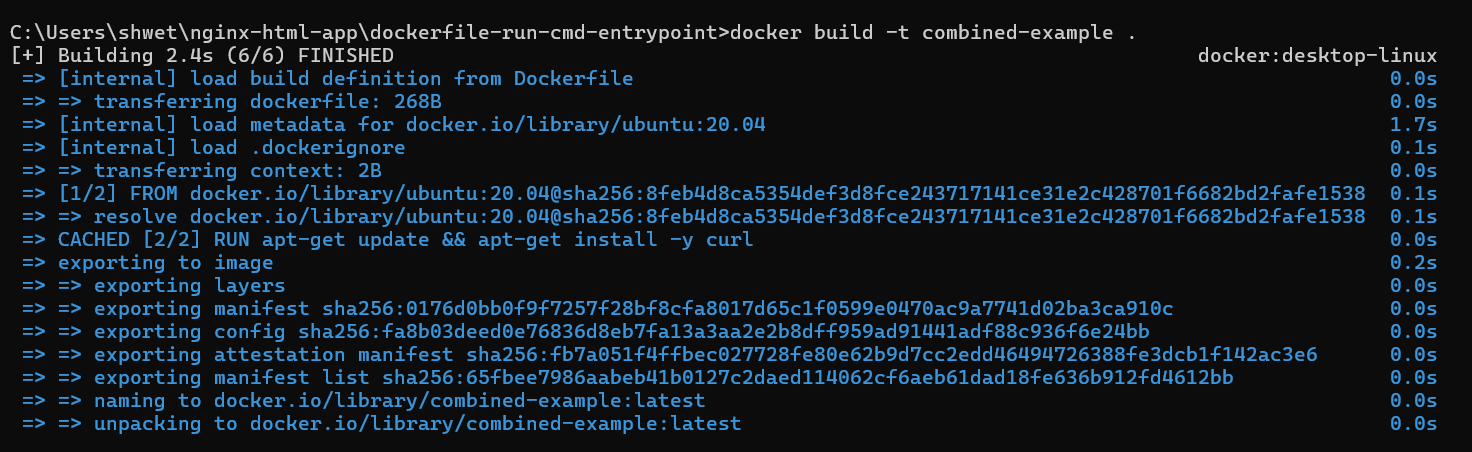 C:\Users\shwet\nginx-html-app\dockerfile-run-cmd-entrypoint>docker build -t combined-example .
[+] Building 2.4s (6/6) FINISHED docker:desktop-linux
=> [internal] load build definition from Dockerfile 0.0s
=> => transferring dockerfile: 268B 0.0s
=> [internal] load metadata for docker.io/library/ubuntu:20.04 1.7s
=> [internal] load .dockerignore 0.1s
=> => transferring context: 2B 0.0s
=> [1/2] FROM docker.io/library/ubuntu:20.04@sha256:8feb4d8ca5354def3d8fce243717141ce31e2c428701f6682bd2fafe1538 0.1s
=> => resolve docker.io/library/ubuntu:20.04@sha256:8feb4d8ca5354def3d8fce243717141ce31e2c428701f6682bd2fafe1538 0.1s
=> CACHED [2/2] RUN apt-get update && apt-get install -y curl 0.0s
=> exporting to image 0.2s
=> => exporting layers 0.0s
=> => exporting manifest sha256:0176d0bb0f9f7257f28bf8cfa8017d65c1f0599e0470ac9a7741d02ba3ca910c 0.0s
=> => exporting config sha256:fa8b03deed0e76836d8eb7fa13a3aa2e2b8dff959ad91441adf88c936f6e24bb 0.0s
=> => exporting attestation manifest sha256:fb7a051f4ffbec027728fe80e62b9d7cc2edd46494726388fe3dcb1f142ac3e6 0.0s
=> => exporting manifest list sha256:65fbee7986aabeb41b0127c2daed114062cf6aeb61dad18fe636b912fd4612bb 0.0s
=> => naming to docker.io/library/combined-example:latest 0.0s
=> => unpacking to docker.io/library/combined-example:latest 0.0s